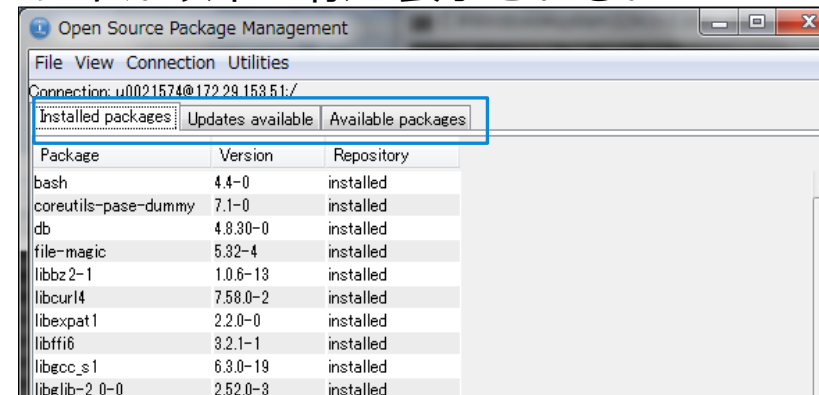 Open Source Package Management
File View Connection Utilities
Connection: u0021574@172.29.153.51:/
Installed packages Updates available Available packages
Package Version Repository
bash 4.4-0 installed
coreutils-pase-dummy 7.1-0 installed
db 4.8.30-0 installed
file-magic 5.32-4 installed
libbz2-1 1.0.6-13 installed
libcurl4 7.58.0-2 installed
libexpat1 2.2.0-0 installed
libffi6 3.2.1-1 installed
libgcc_s1 6.3.0-19 installed
libglib-2_0-0 2.52.0-3 installed